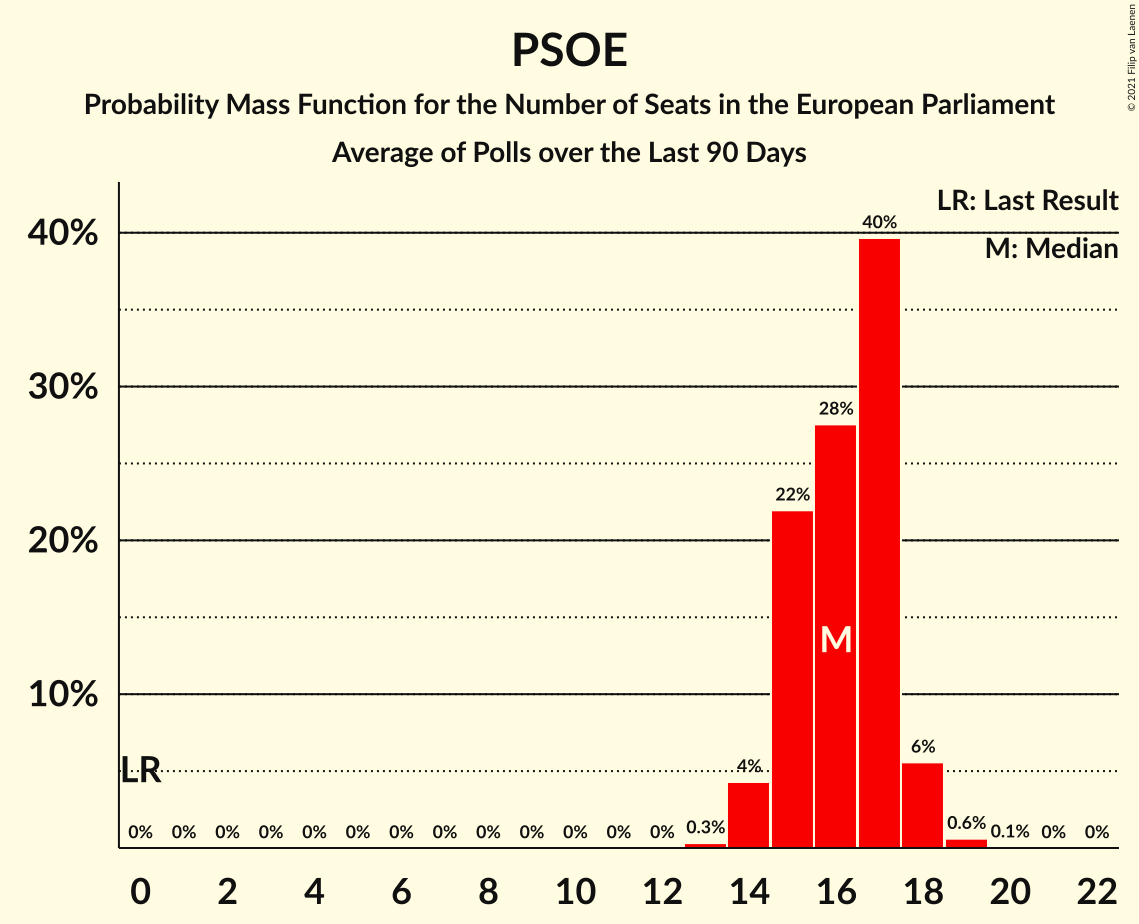 PSOE
Probability Mass Function for the Number of Seats in the European Parliament
Average of Polls over the Last 90 Days
© 2021 Filip van Laenen
LR: Last Result
M: Median
40%
30%
20%
10%
40%
28%
22%
M
LR
4%
6%
0% 0% 0% 0% 0% 0% 0% 0% 0% 0% 0% 0% 0% 0.3% 0.6% 0.1% 0% 0%
0 2 4 6 8 10 12 14 16 18 20 22